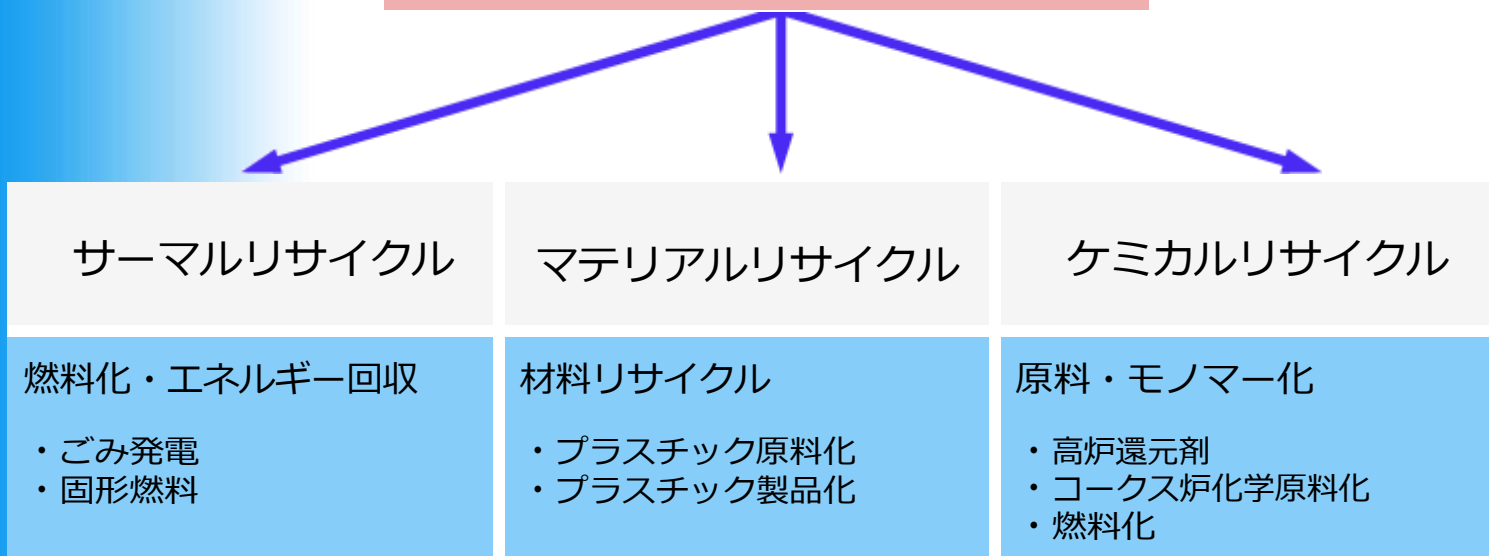 サーマルリサイクル
マテリアルリサイクル
ケミカルリサイクル
燃料化・エネルギー回収
・ごみ発電
・固形燃料
材料リサイクル
・プラスチック原料化
・プラスチック製品化
原料・モノマー化
・高炉還元剤
・コークス炉化学原料化
・燃料化